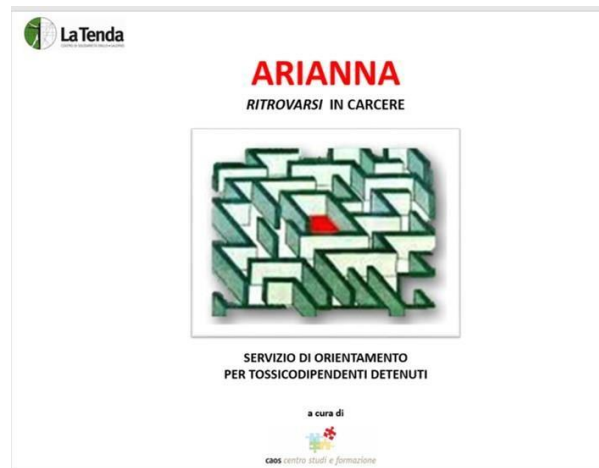 La Tenda
ARIANNA
RITROVARSI IN CARCERE
SERVIZIO DI ORIENTAMENTO
PER TOSSICODIPENDENTI DETENUTI
a cura di
caos centro studi e formazione